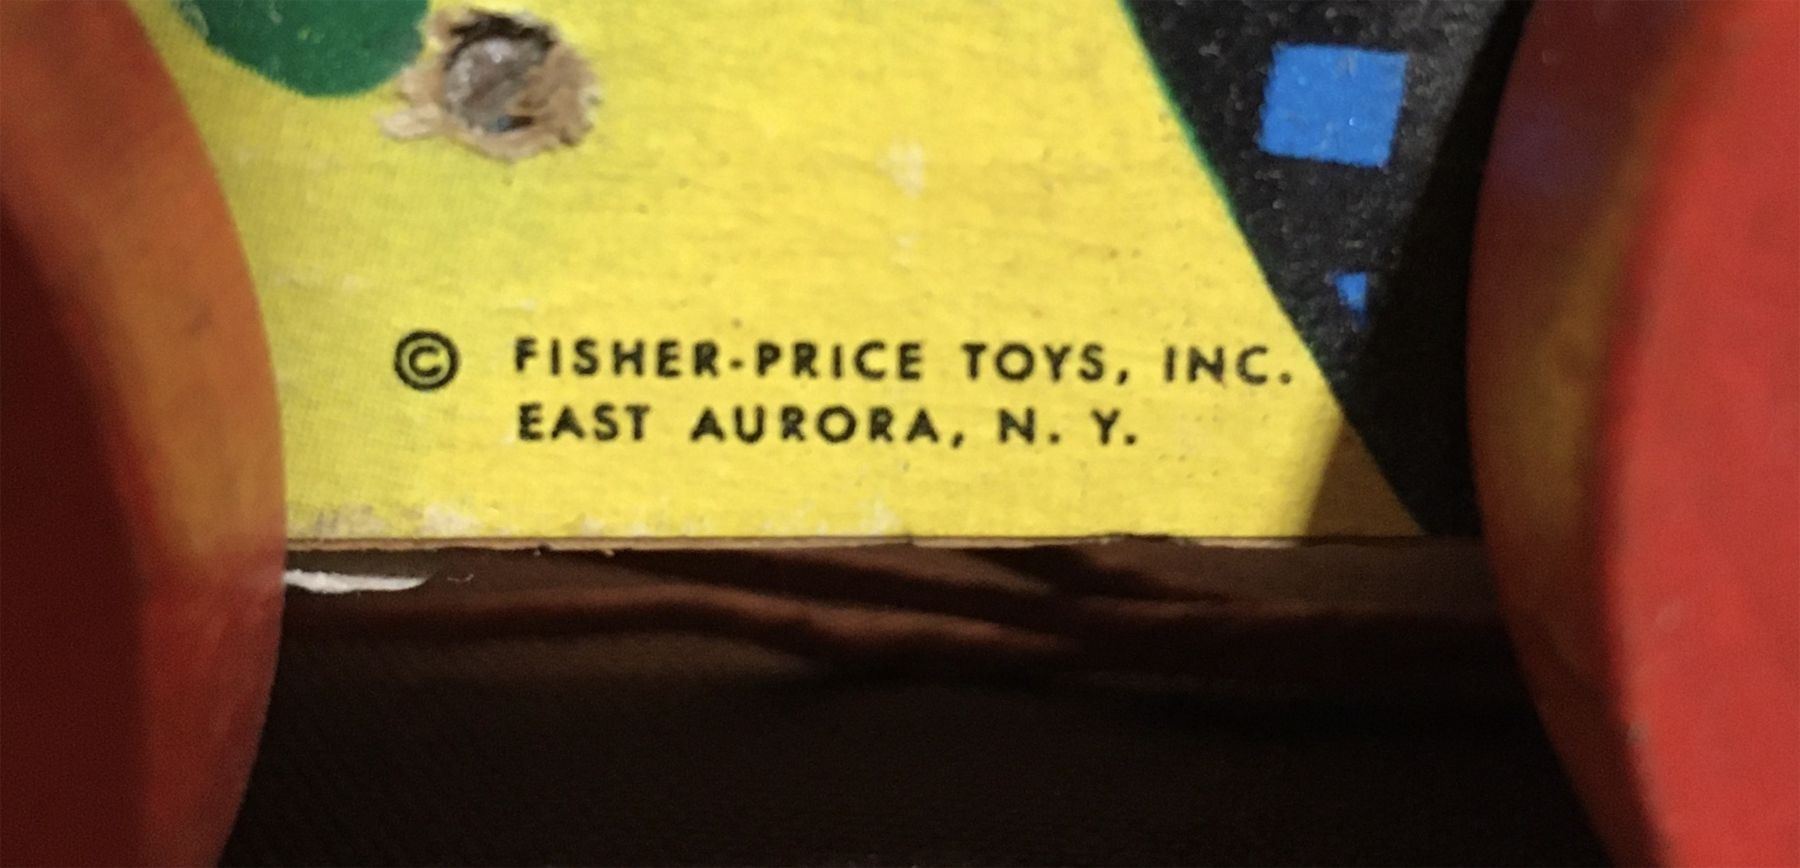 © FISHER-PRICE TOYS, INC.
EAST AURORA, N. Y.